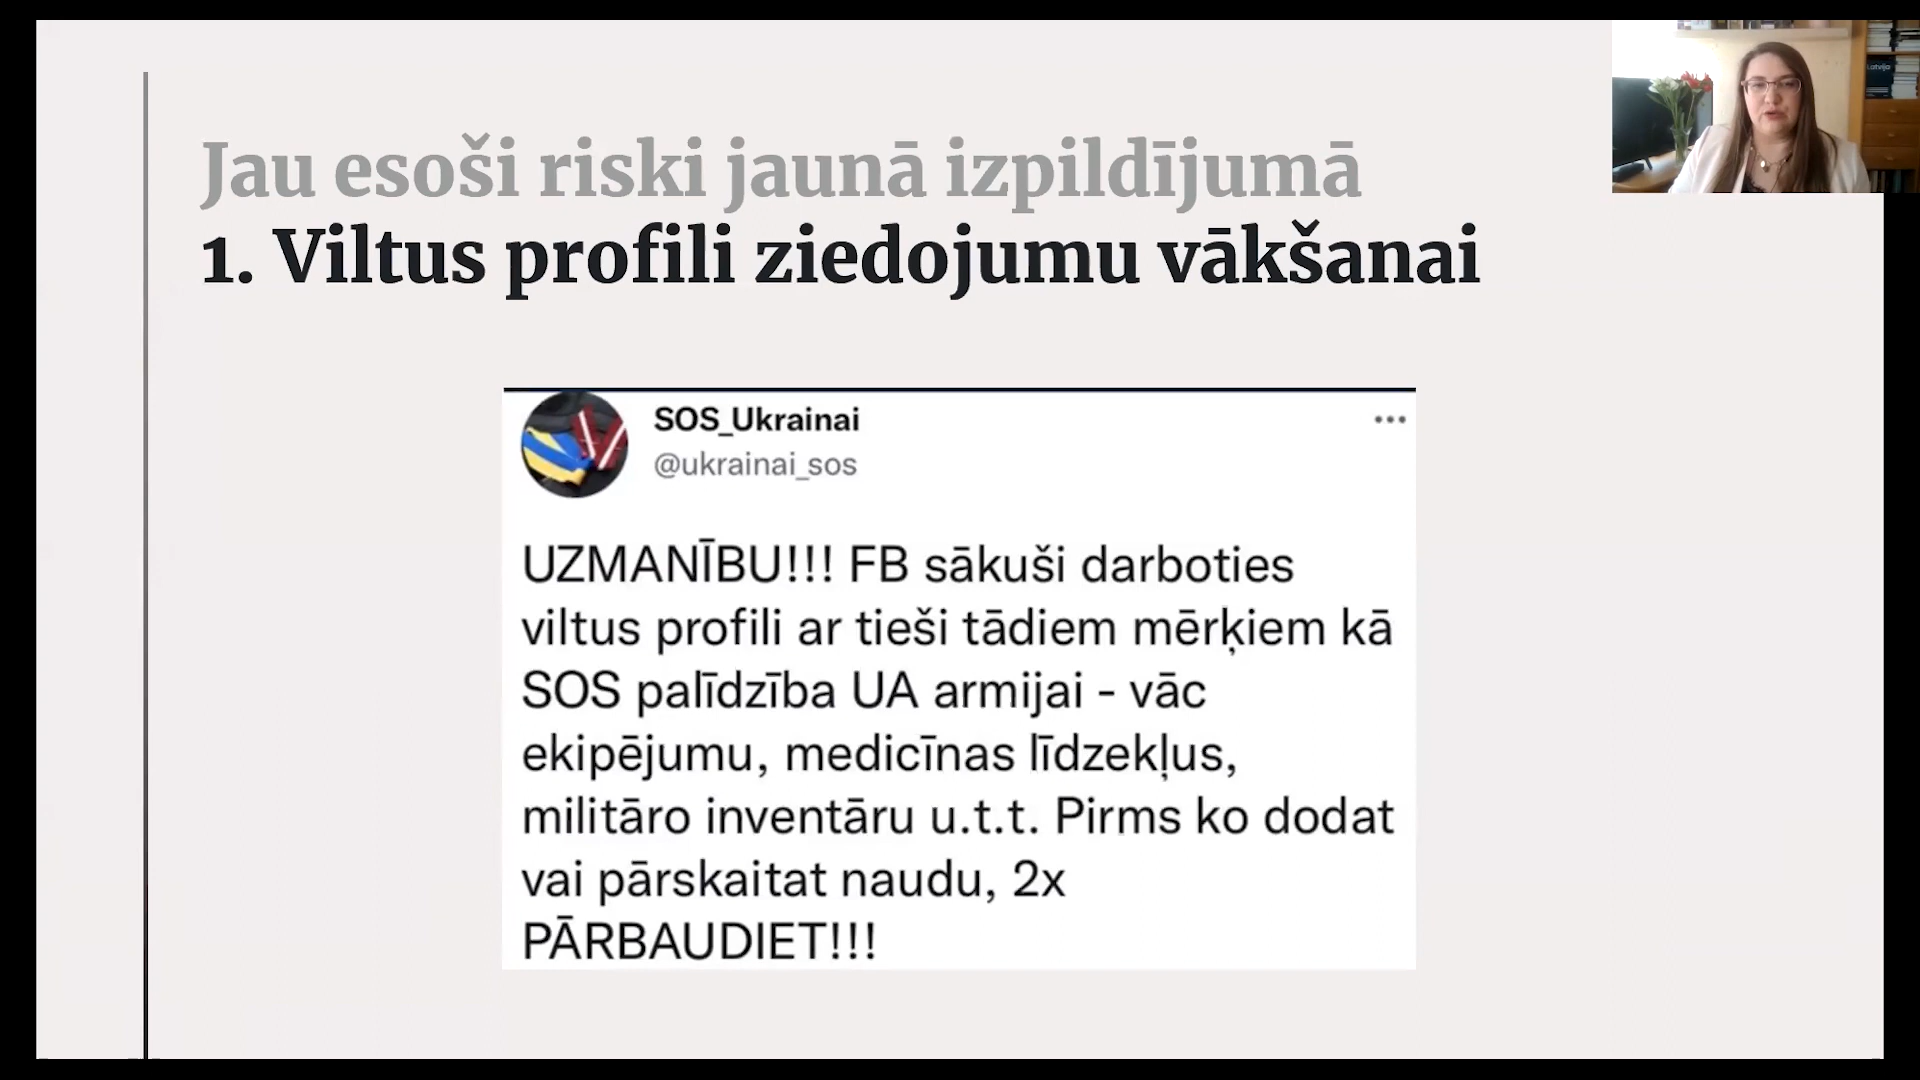 Jau esoši riski jaunā izpildījumā
1. Viltus profili ziedojumu vākšanai
SOS_Ukrainai
@ukrainai_sos
UZMANĪBU!!! FB sākuši darboties
viltus profili ar tieši tādiem mērķiem kā
SOS palīdzība UA armijai - vāc
ekipējumu, medicīnas līdzekļus,
militāro inventāru u.t.t. Pirms ko dodat
vai pārskaitat naudu, 2x
PĀRBAUDIET!!!
Latvija